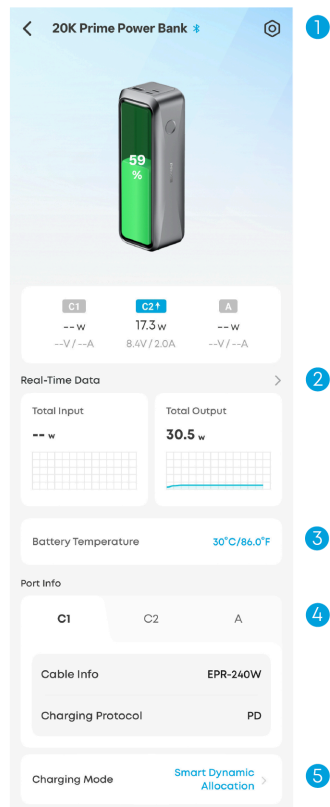 20K Prime Power Bank
1
59
%
C1
C2↑
A
-- w
17.3 w
-- w
--V/--A
8.4V/2.0A
--V/--A
Real-Time Data
2
Total Input
Total Output
-- w
30.5 w
Battery Temperature
30°C/86.0°F
3
Port Info
C1
C2
A
4
Cable Info
EPR-240W
Charging Protocol
PD
Charging Mode
Smart Dynamic
Allocation
5